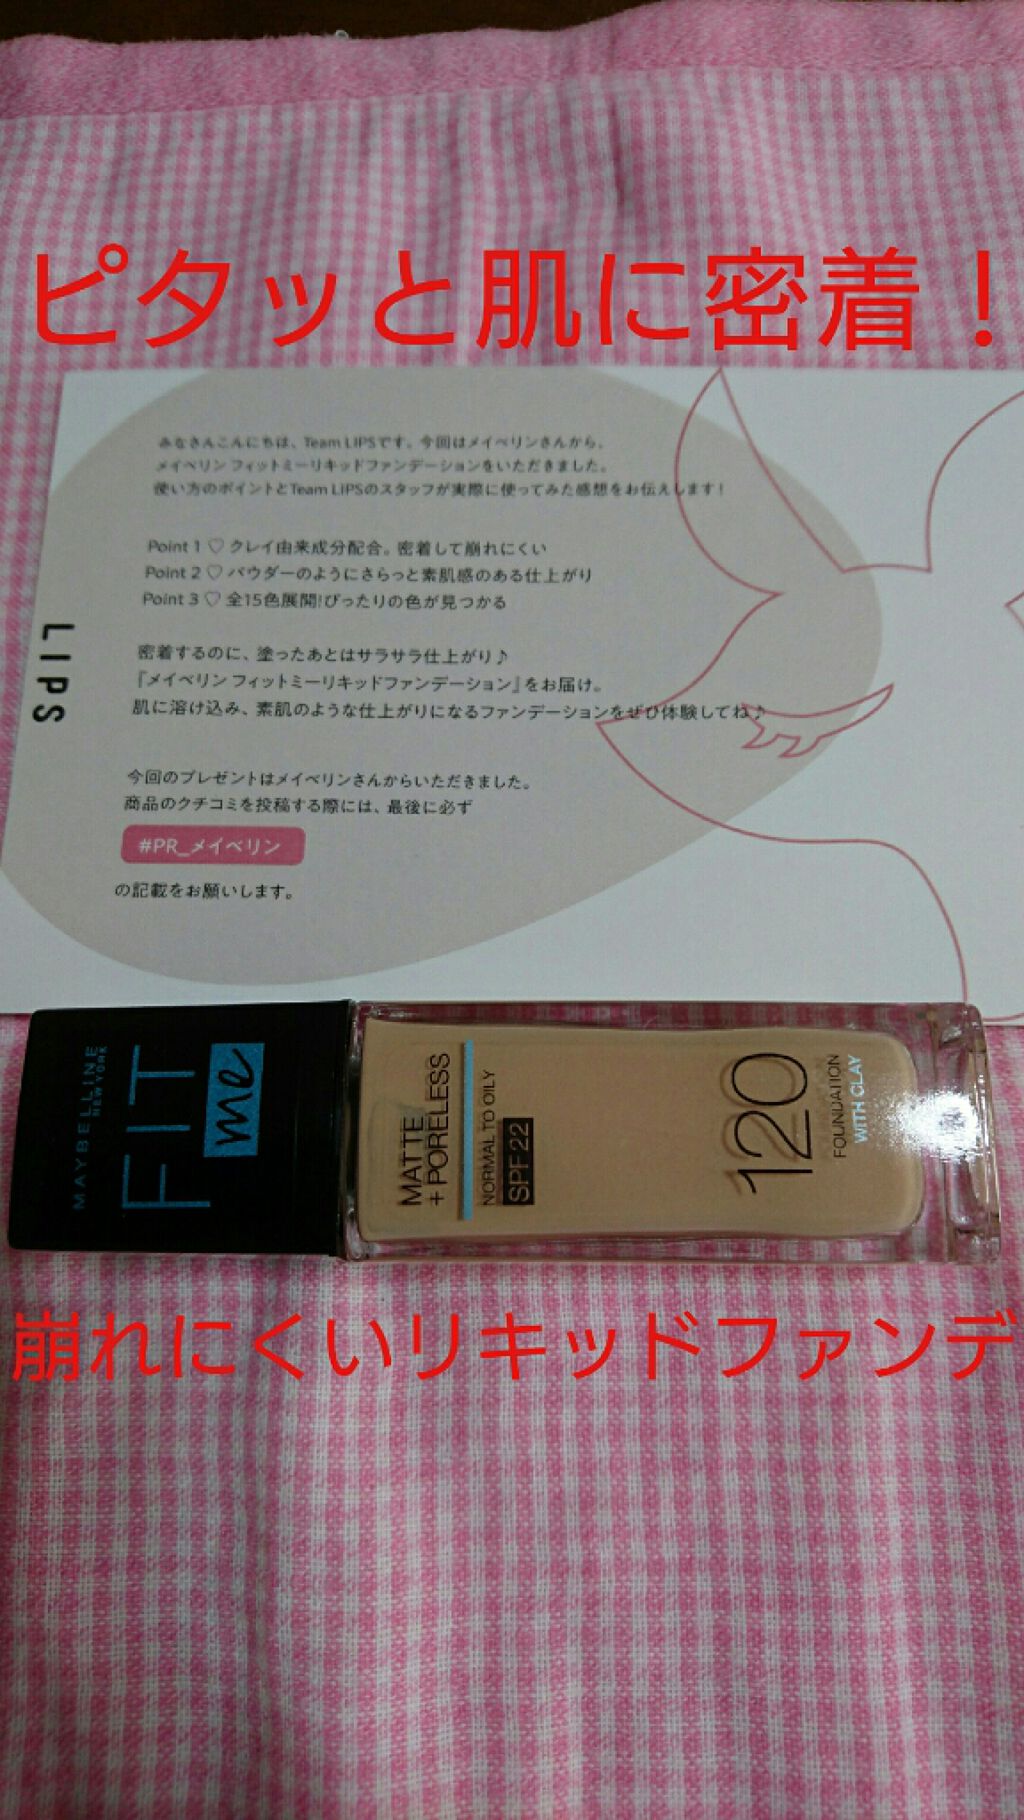 ピタッと肌に密着！
みなさんこんにちは、Team LIPSです。今回はメイベリンさんから、
メイベリン フィットミーリキッドファンデーションをいただきました。
使い方のポイントとTeam LIPSのスタッフが実際に使ってみた感想をお伝えします！
Point 1 ♡ クレイ由来成分配合。密着して崩れにくい
Point 2 ♡ パウダーのようにさらっと素肌感のある仕上がり
Point 3 ♡ 全15色展開!ぴったりの色が見つかる
LIPS
密着するのに、塗ったあとはサラサラ仕上がり♪
『メイベリン フィットミーリキッドファンデーション』をお届け。
肌に溶け込み、素肌のような仕上がりになるファンデーションをぜひ体験してね♪
今回のプレゼントはメイベリンさんからいただきました。
商品のクチコミを投稿する際には、最後に必ず
#PR_メイベリン
の記載をお願いします。
MAYBELLINE
NEW YORK
FIT
me
MATTE
+ PORELESS
NORMAL TO OILY
SPF 22
120
FOUNDATION
WITH CLAY
崩れにくいリキッドファンデ